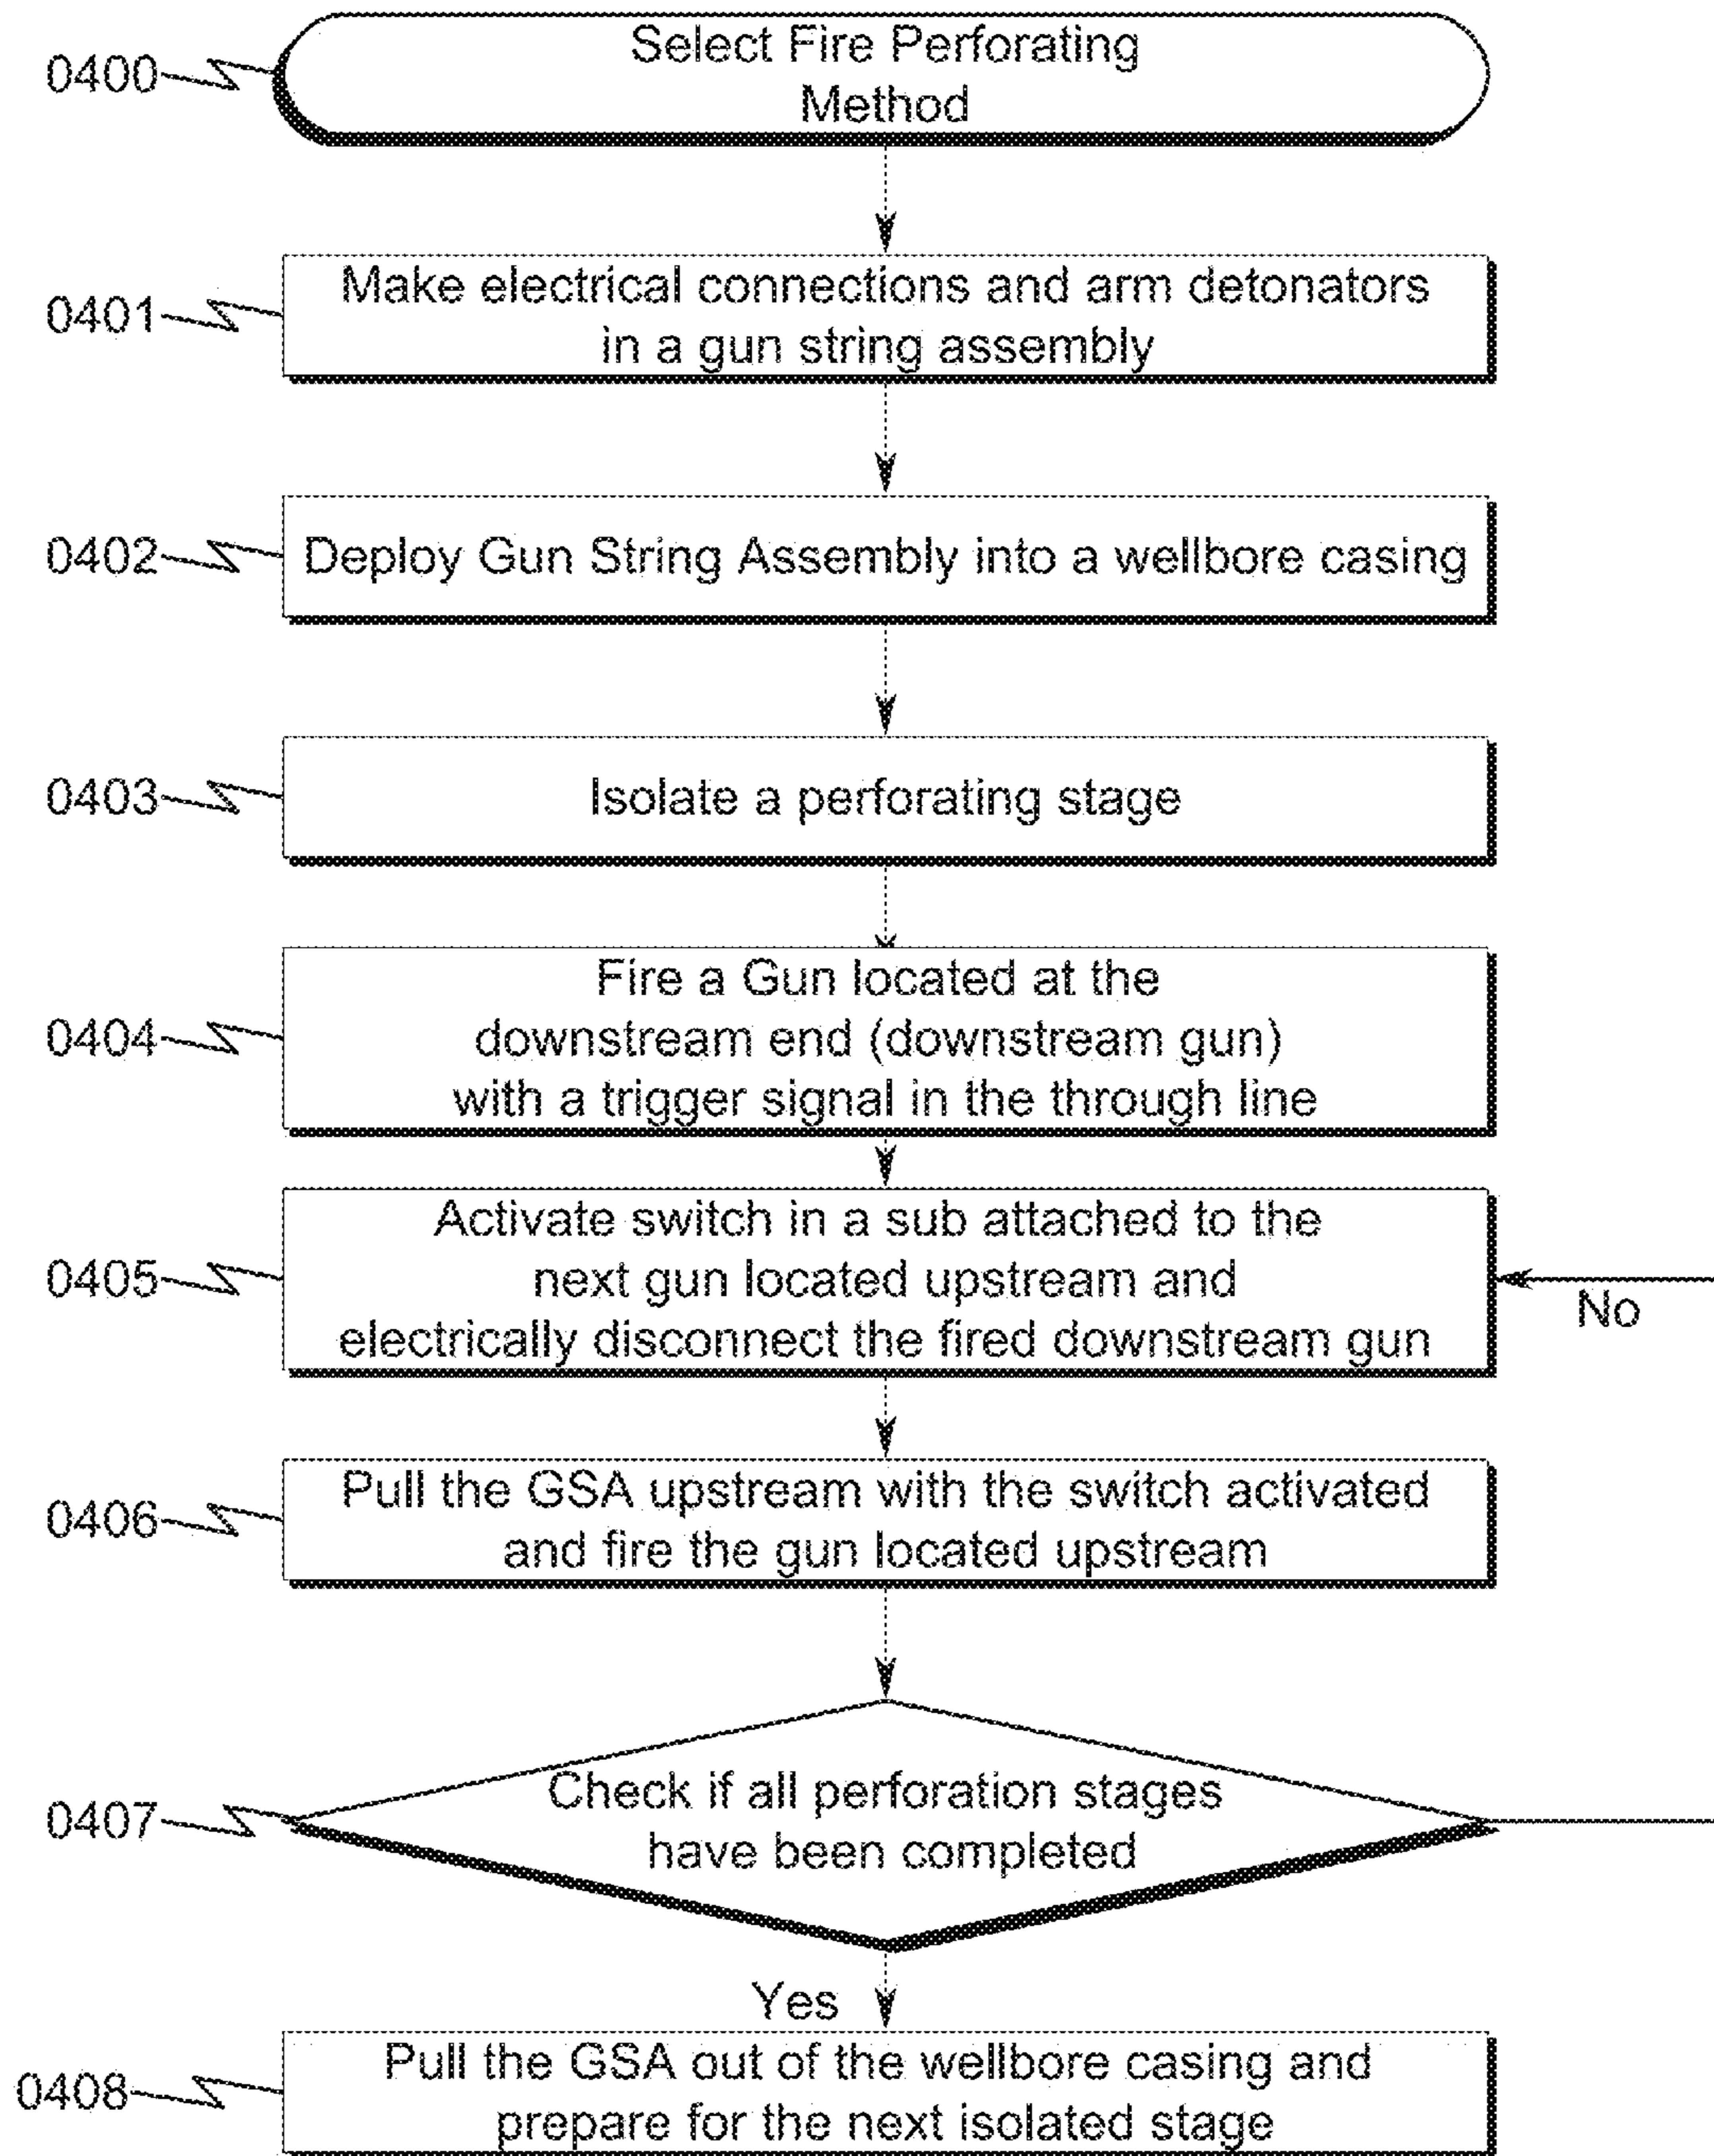 0400
Select Fire Perforating
Method
0401
Make electrical connections and arm detonators
in a gun string assembly
0402
Deploy Gun String Assembly into a wellbore casing
0403
Isolate a perforating stage
0404
Fire a Gun located at the
downstream end (downstream gun)
with a trigger signal in the through line
0405
Activate switch in a sub attached to the
next gun located upstream and
electrically disconnect the fired downstream gun
No
0406
Pull the GSA upstream with the switch activated
and fire the gun located upstream
0407
Check if all perforation stages
have been completed
Yes
0408
Pull the GSA out of the wellbore casing and
prepare for the next isolated stage